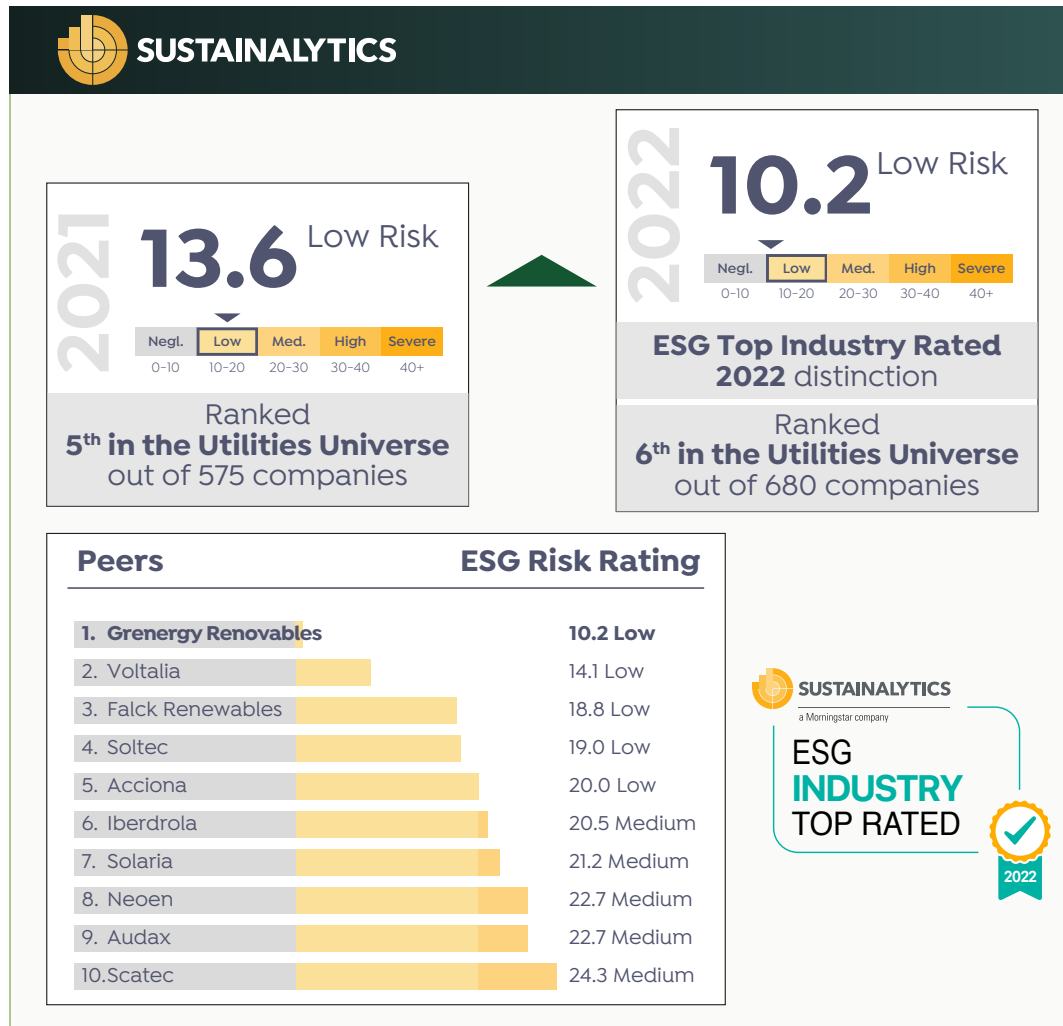 SUSTAINALYTICS
2021
13.6 Low Risk
Negl. Low Med. High Severe
0-10 10-20 20-30 30-40 40+
Ranked
5th in the Utilities Universe
out of 575 companies
2022
10.2 Low Risk
Negl. Low Med. High Severe
0-10 10-20 20-30 30-40 40+
ESG Top Industry Rated
2022 distinction
Ranked
6th in the Utilities Universe
out of 680 companies
Peers ESG Risk Rating
1. Grenergy Renovables 10.2 Low
2. Voltalia 14.1 Low
3. Falck Renewables 18.8 Low
4. Soltec 19.0 Low
5. Acciona 20.0 Low
6. Iberdrola 20.5 Medium
7. Solaria 21.2 Medium
8. Neoen 22.7 Medium
9. Audax 22.7 Medium
10.Scatec 24.3 Medium
SUSTAINALYTICS
a Morningstar company
ESG
INDUSTRY
TOP RATED
2022